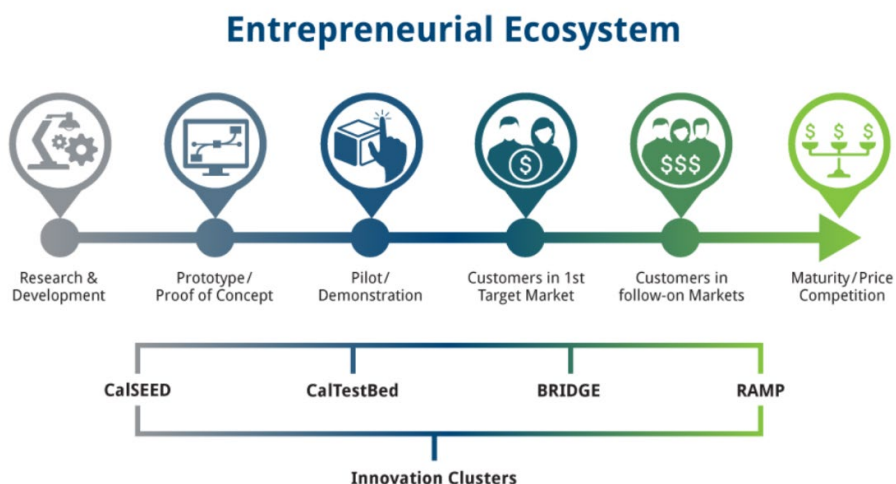 Entrepreneurial Ecosystem
$
$$$
$ $ $
Research &
Development
Prototype/
Proof of Concept
Pilot/
Demonstration
Customers in 1st
Target Market
Customers in
follow-on Markets
Maturity/Price
Competition
CalSEED
CalTestBed
BRIDGE
RAMP
Innovation Clusters